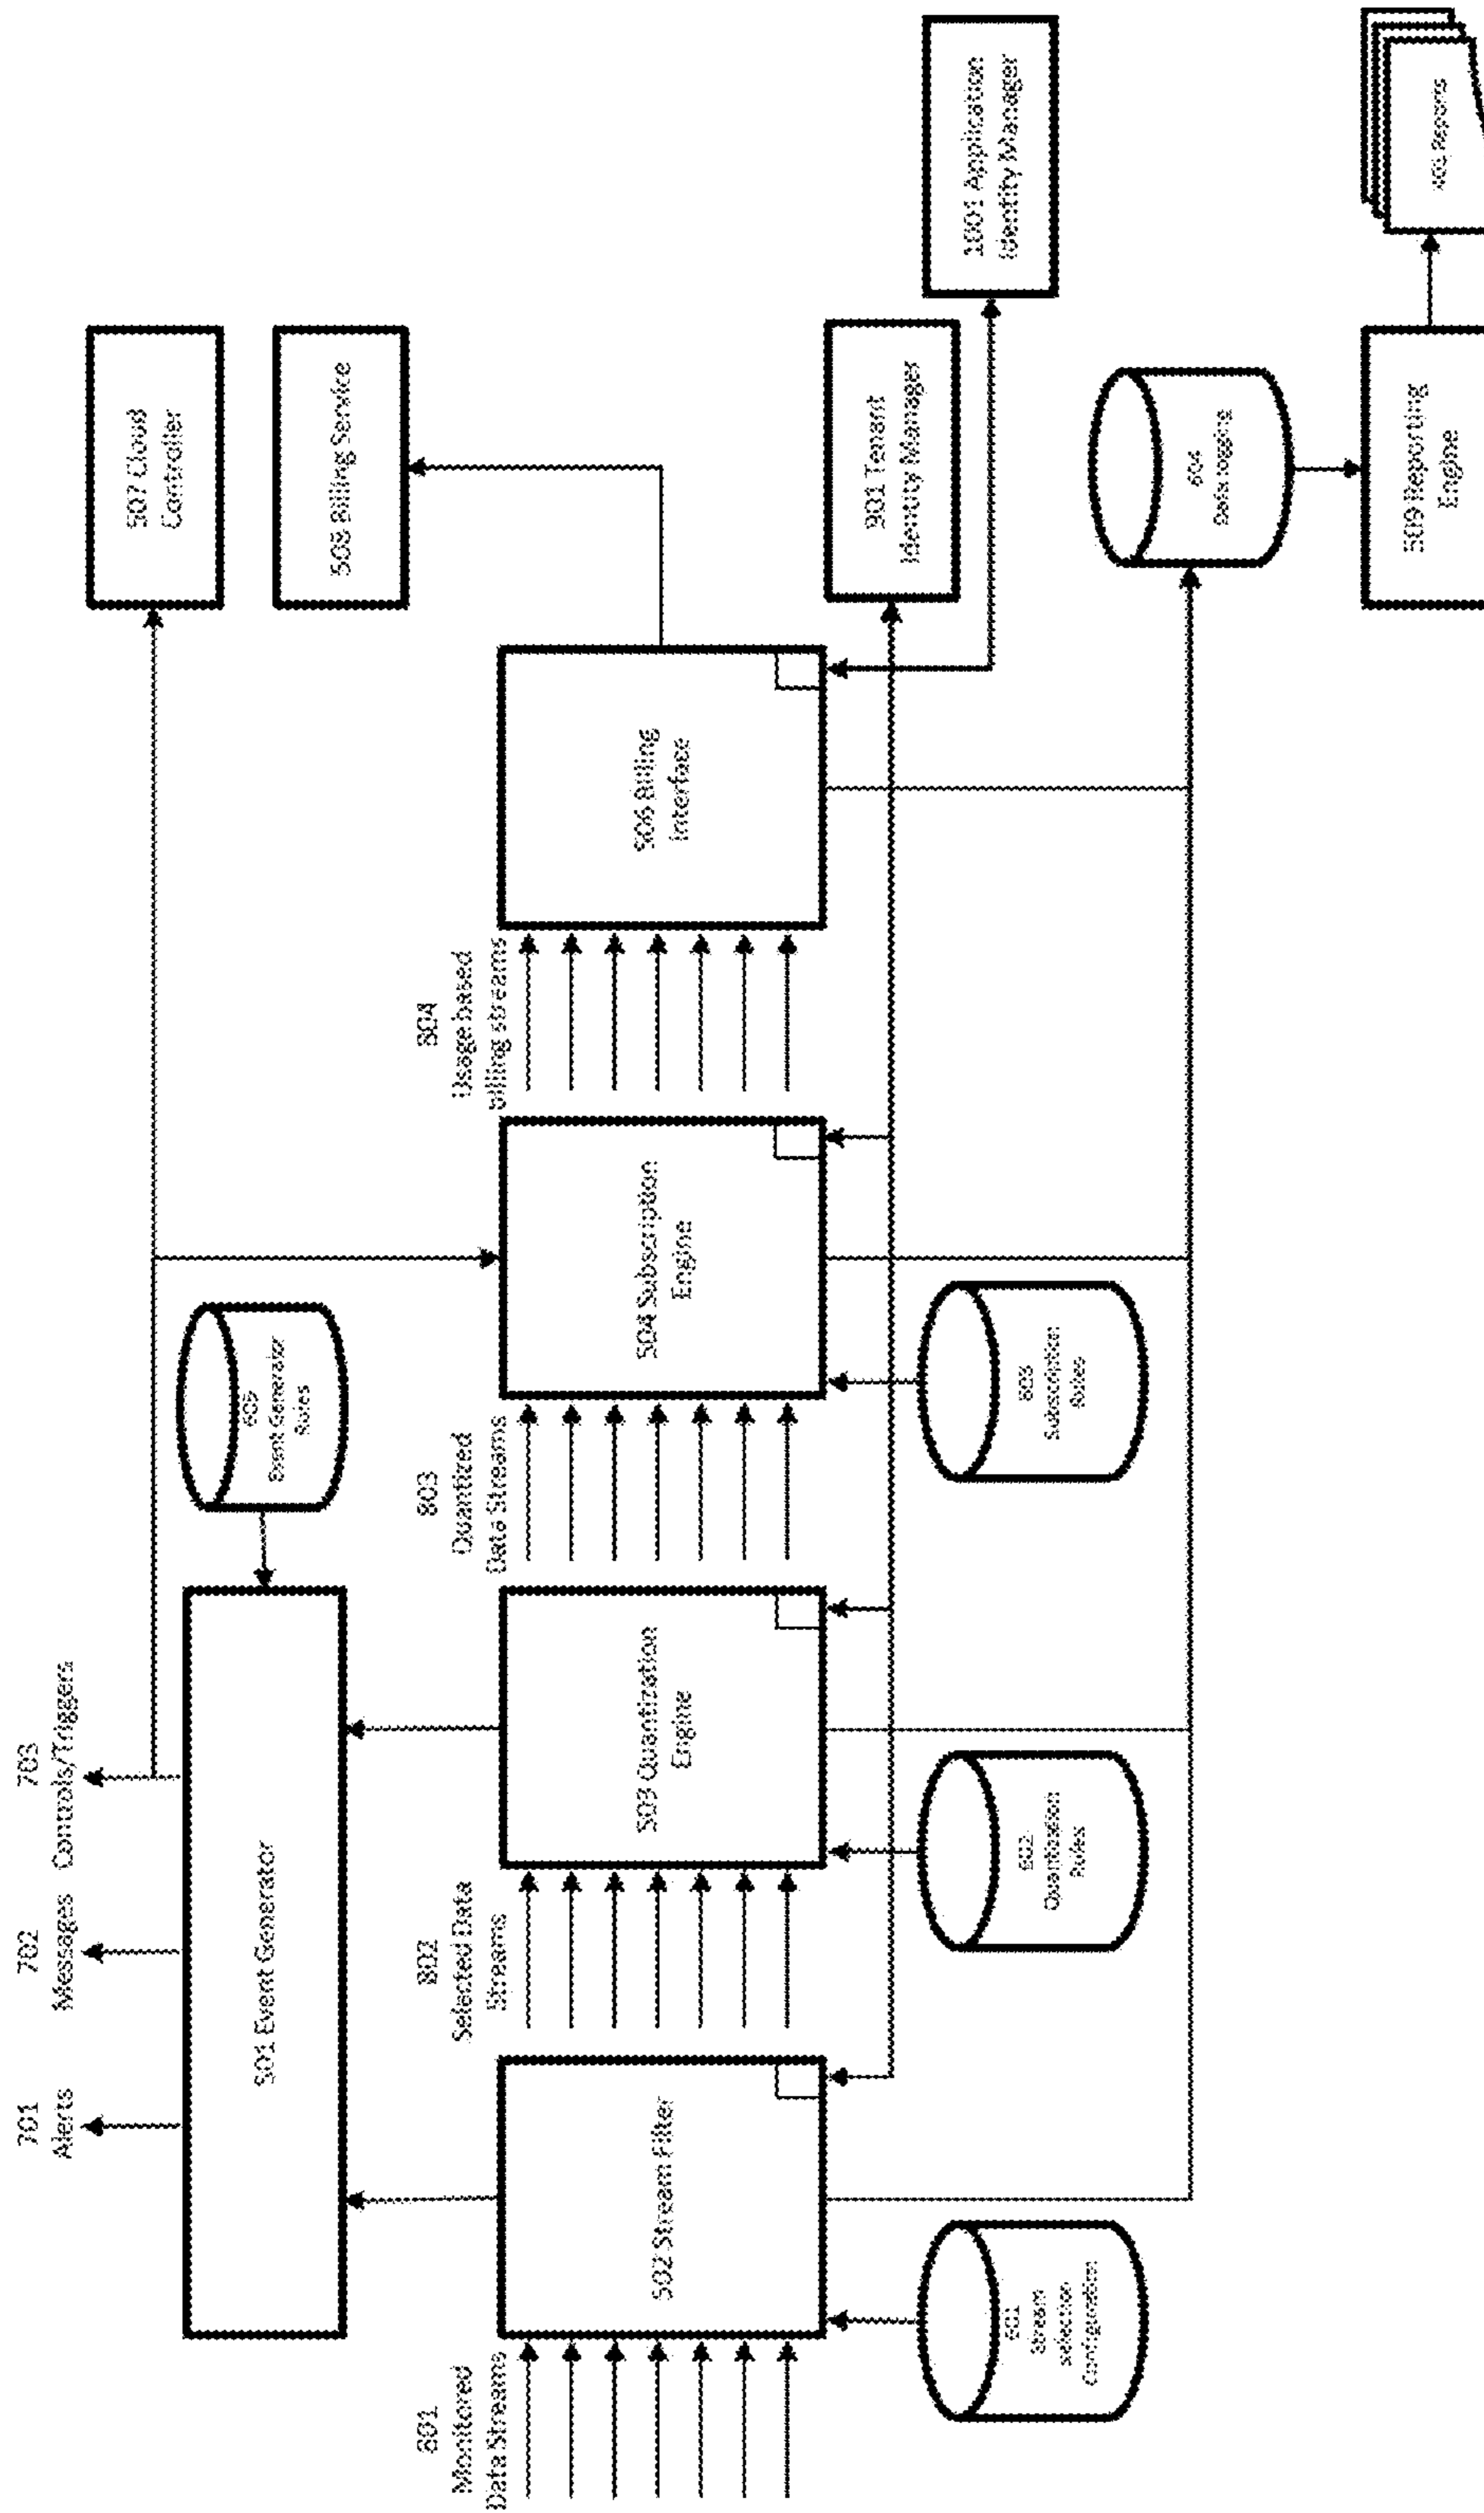 701
Alerts
702
Messages
703
Controls/Triggers
501 Event Generator
605
Event Generator
Rules
507 Cloud
Controller
508 Billing Service
801
Monitored
Data Streams
502 Stream Filter
802
Selected Data
Streams
503 Quantization
Engine
803
Quantized
Data Streams
504 Subscription
Engine
804
Usage based
billing streams
506 Billing
Interface
901 Tenant
Identity Manager
1001 Application
Identity Manager
601
Stream
selection
Configuration
602
Quantization
Rules
603
Subscription
Rules
604
Data logging
509 Reporting
Engine
Reports